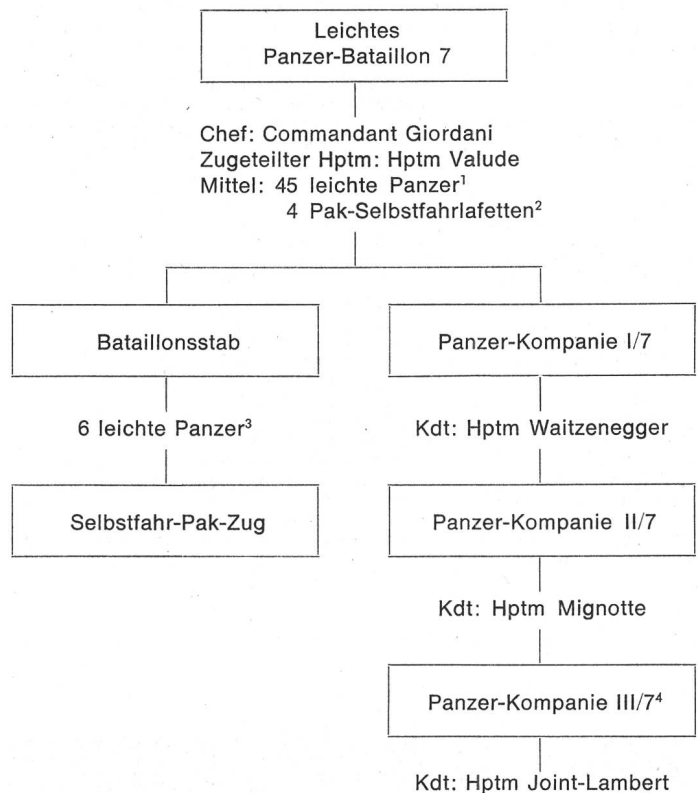 Leichtes
Panzer-Bataillon 7
Chef: Commandant Giordani
Zugeteilter Hptm: Hptm Valude
Mittel: 45 leichte Panzer¹
4 Pak-Selbstfahrlafetten²
Bataillonsstab
6 leichte Panzer³
Selbstfahr-Pak-Zug
Panzer-Kompanie I/7
Kdt: Hptm Waitzenegger
Panzer-Kompanie II/7
Kdt: Hptm Mignotte
Panzer-Kompanie III/7⁴
Kdt: Hptm Joint-Lambert